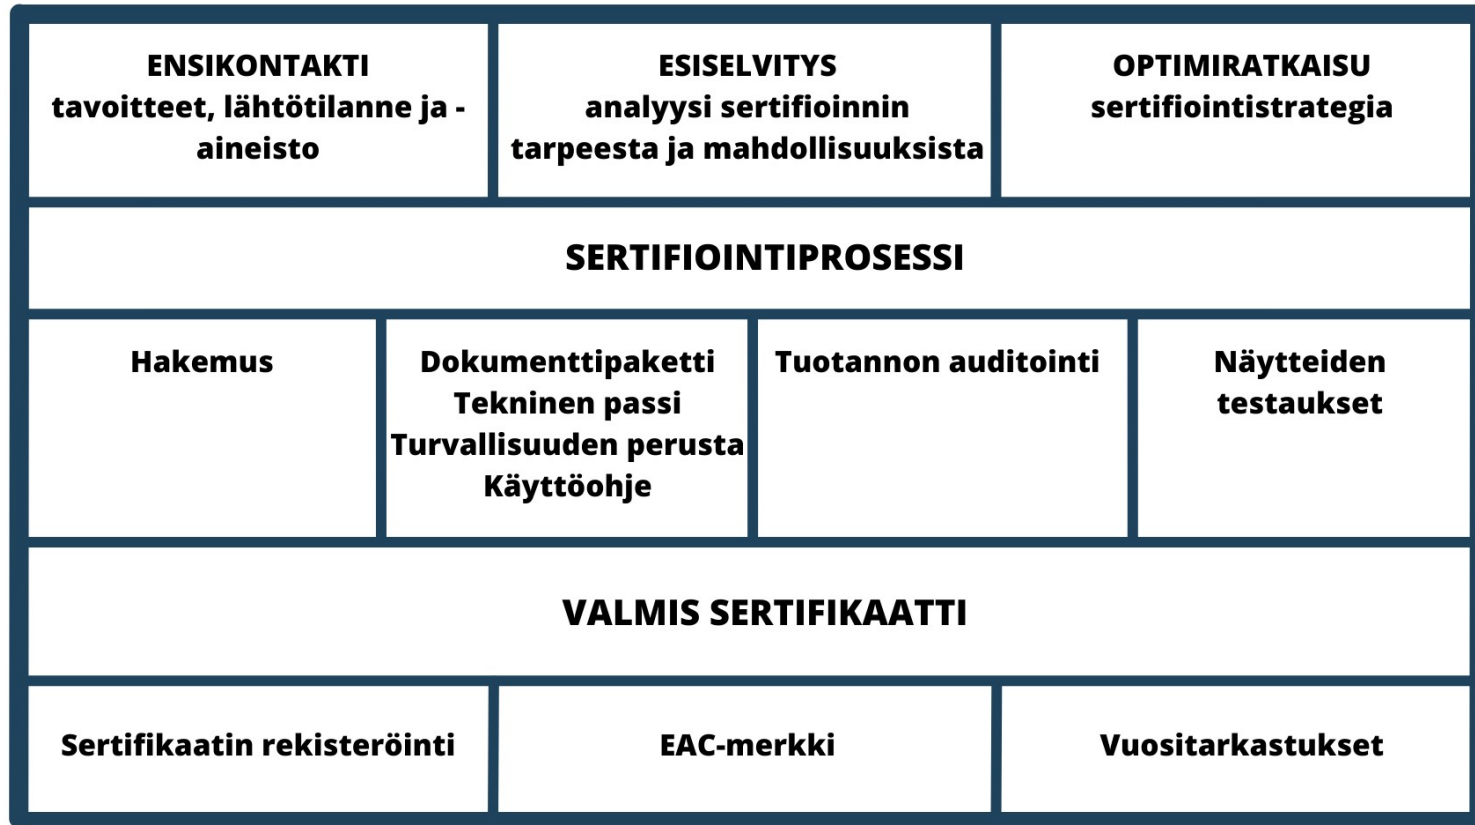 ENSIKONTAKTI
tavoitteet, lähtötilanne ja -
aineisto
ESISELVITYS
analyysi sertifioinnin
tarpeesta ja mahdollisuuksista
OPTIMIRATKAISU
sertifiointistrategia
SERTIFIOINTIPROSESSI
Hakemus
Dokumenttipaketti
Tekninen passi
Turvallisuuden perusta
Käyttöohje
Tuotannon auditointi
Näytteiden
testaukset
VALMIS SERTIFIKAATTI
Sertifikaatin rekisteröinti
EAC-merkki
Vuositarkastukset